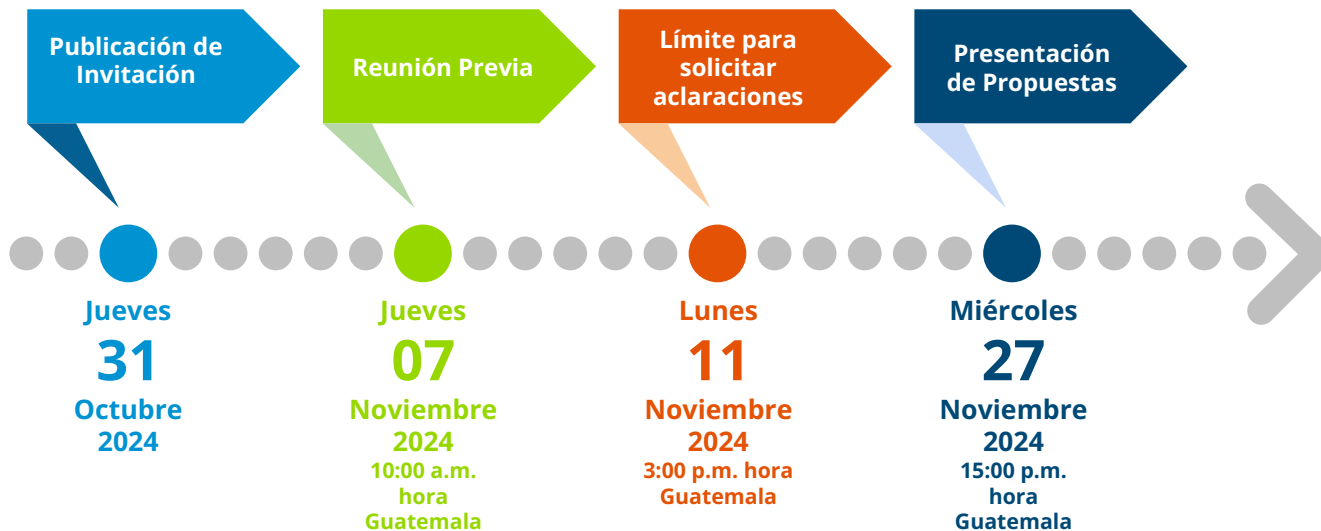 Publicación de
Invitación
Reunión Previa
Límite para
solicitar
aclaraciones
Presentación
de Propuestas
Jueves
31
Octubre
2024
Jueves
07
Noviembre
2024
10:00 a.m.
hora
Guatemala
Lunes
11
Noviembre
2024
3:00 p.m. hora
Guatemala
Miércoles
27
Noviembre
2024
15:00 p.m.
hora
Guatemala